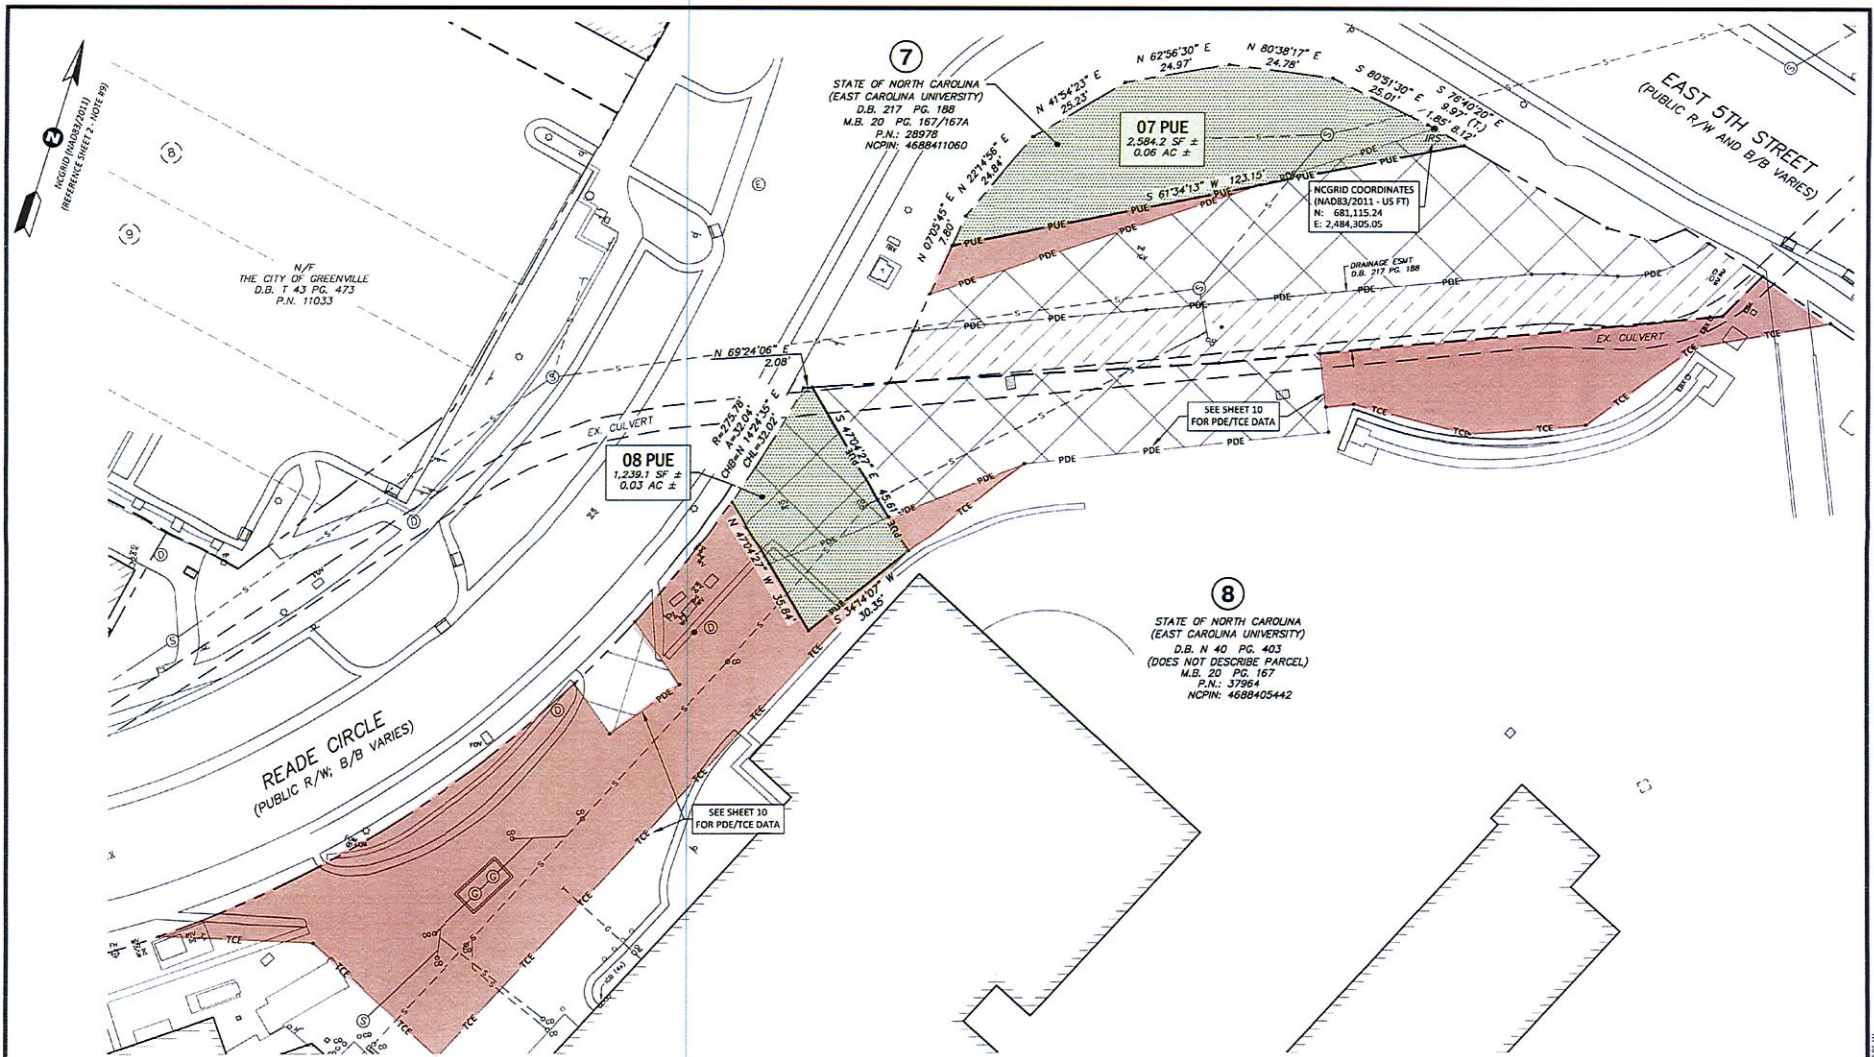 7
STATE OF NORTH CAROLINA
(EAST CAROLINA UNIVERSITY)
D.B. 217 PG. 188
M.B. 20 PG. 167/167A
P.N.: 28978
NCPIN: 4688411060
N 07°05'45" E
7.80'
N 22°14'56" E
24.84'
N 41°54'23" E
25.23'
N 62°56'30" E
24.97'
N 80°38'17" E
24.78'
S 80°51'30" E
25.01'
S 76°40'20" E
9.97' (T.)
1.85' 8.12'
07 PUE
2,584.2 SF ±
0.06 AC ±
S 61°34'13" W 123.15'
EAST 5TH STREET
(PUBLIC R/W AND B/B VARIES)
NCGRID COORDINATES
(NAD83/2011 - US FT)
N: 681,115.24
E: 2,484,305.05
N
NCGRID (NAD83/2011)
(REFERENCE SHEET 2 - NOTE #9)
8
9
N/F
THE CITY OF GREENVILLE
D.B. T 43 PG. 473
P.N. 11033
DRAINAGE ESMT
D.B. 217 PG. 188
PUE
PDE
TCE
EX. CULVERT
EX. CULVERT
N 69°24'06" E
2.08'
R=275.78'
A=32.04'
CHB=N 14°24'35" E
CHL=32.02'
08 PUE
1,239.1 SF ±
0.03 AC ±
S 47°04'27" E 45.61'
N 47°04'27" W 35.84'
S 34°14'07" W
30.35'
SEE SHEET 10
FOR PDE/TCE DATA
8
STATE OF NORTH CAROLINA
(EAST CAROLINA UNIVERSITY)
D.B. N 40 PG. 403
(DOES NOT DESCRIBE PARCEL)
M.B. 20 PG. 167
P.N.: 37964
NCPIN: 4688405442
READE CIRCLE
(PUBLIC R/W; B/B VARIES)
SEE SHEET 10
FOR PDE/TCE DATA